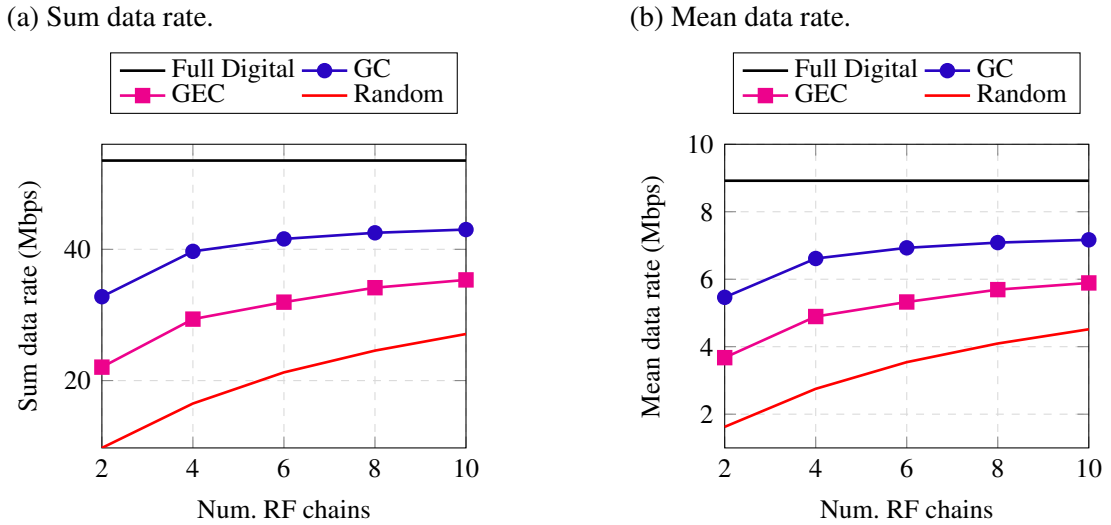 (a) Sum data rate.
Full Digital GC
GEC Random
40
20
2 4 6 8 10
Num. RF chains
Sum data rate (Mbps)
(b) Mean data rate.
Full Digital GC
GEC Random
10
8
6
4
2
2 4 6 8 10
Num. RF chains
Mean data rate (Mbps)